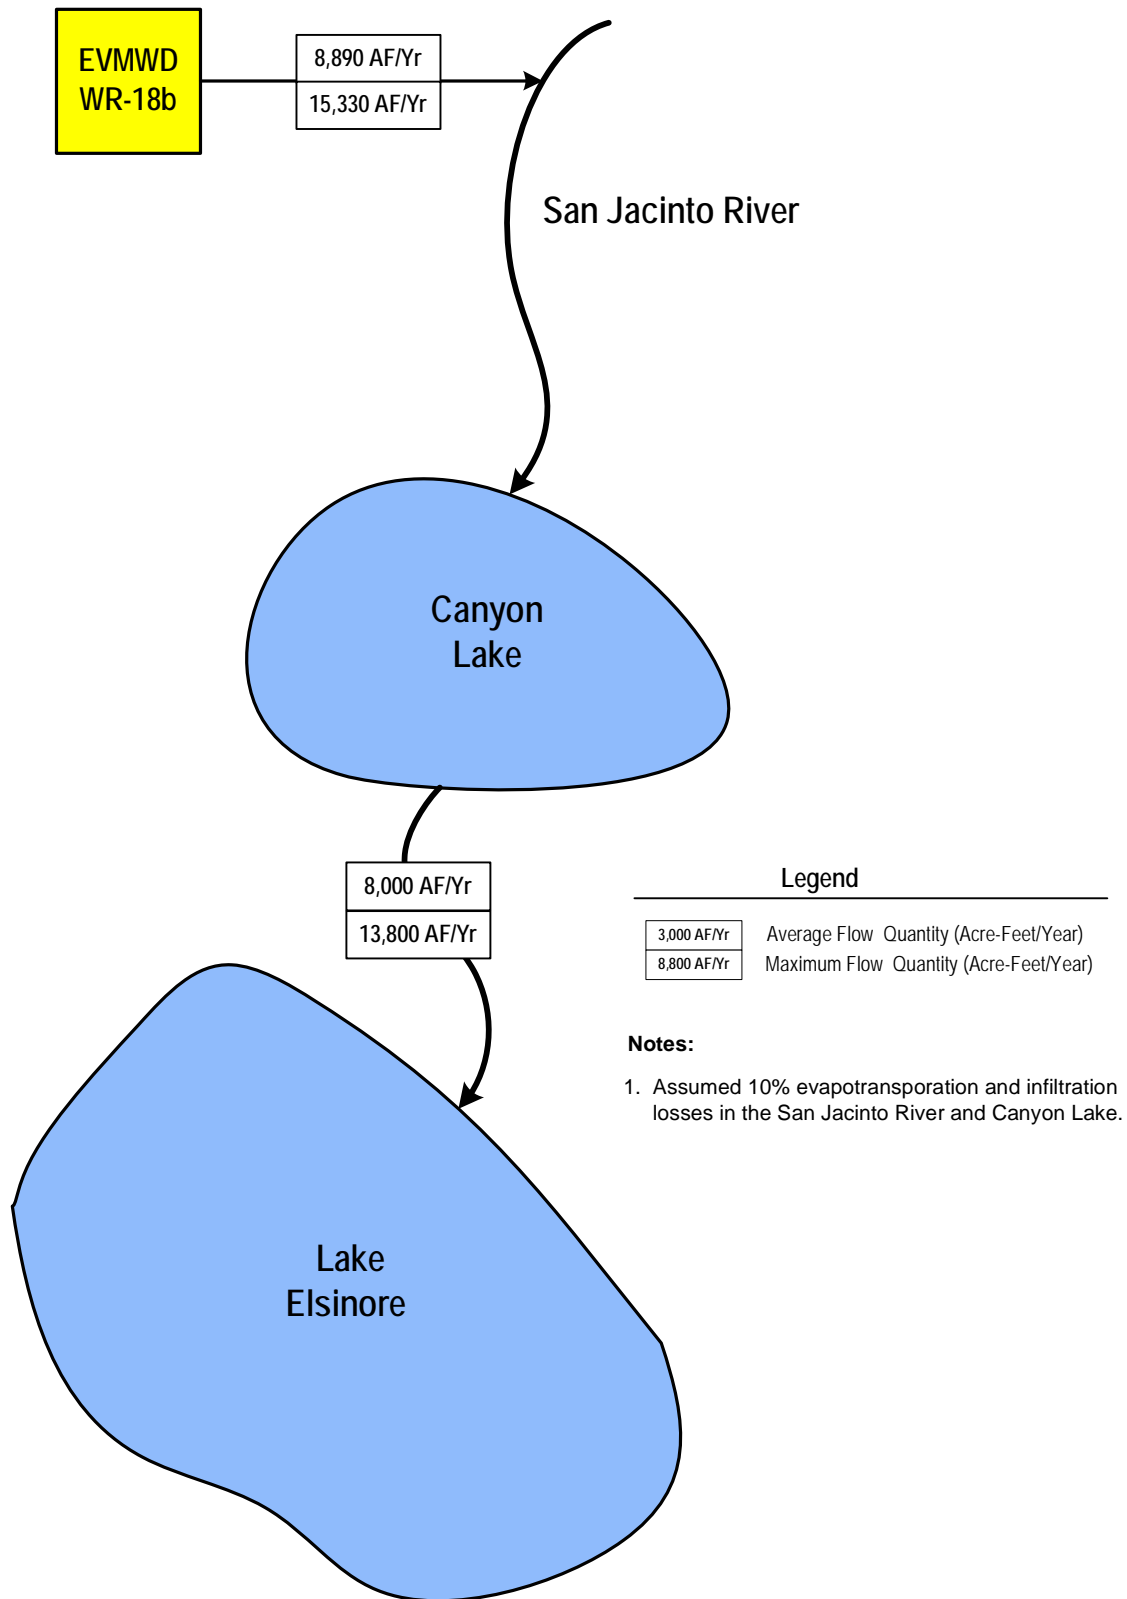 EVMWD
WR-18b
8,890 AF/Yr
15,330 AF/Yr
San Jacinto River
Canyon
Lake
8,000 AF/Yr
13,800 AF/Yr
Legend
3,000 AF/Yr Average Flow Quantity (Acre-Feet/Year)
8,800 AF/Yr Maximum Flow Quantity (Acre-Feet/Year)
Notes:
1. Assumed 10% evapotransporation and infiltration
losses in the San Jacinto River and Canyon Lake.
Lake
Elsinore